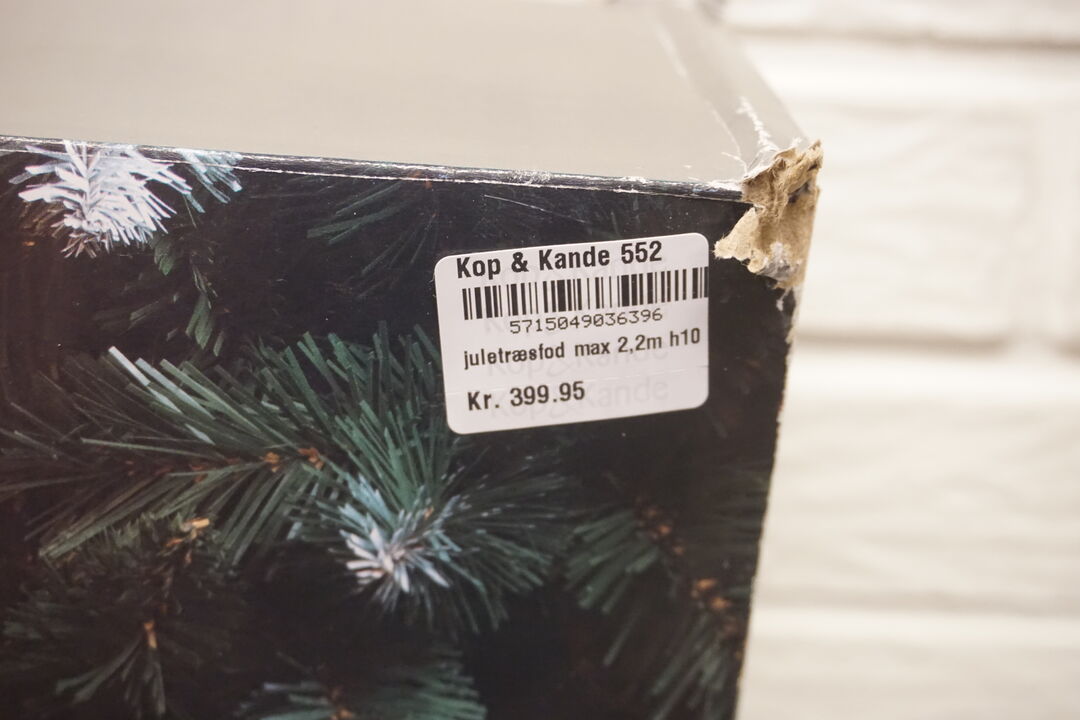 Kop & Kande 552
5715049036396
juletræsfod max 2,2m h10
Kr. 399.95